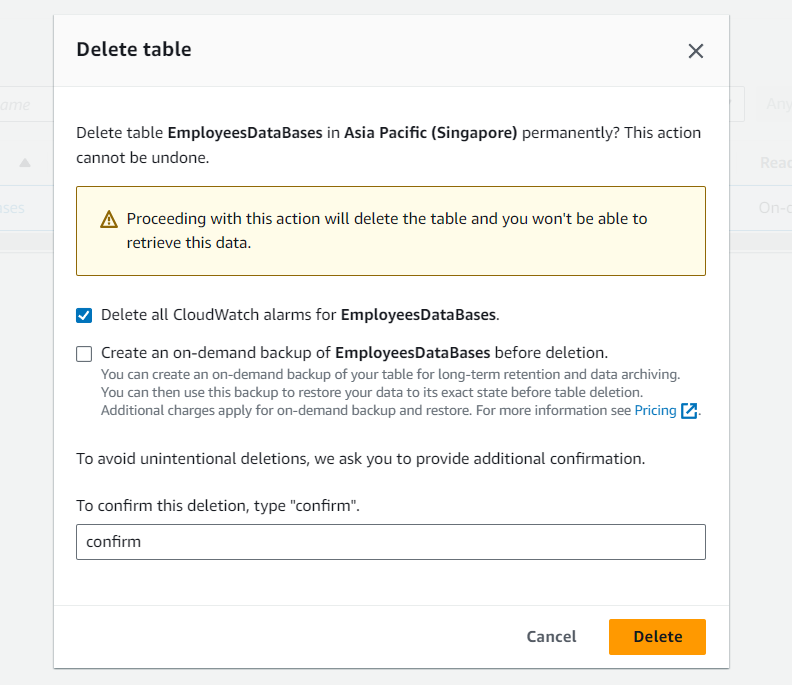 Delete table
Delete table EmployeesDataBases in Asia Pacific (Singapore) permanently? This action
cannot be undone.
Proceeding with this action will delete the table and you won't be able to
retrieve this data.
Delete all CloudWatch alarms for EmployeesDataBases.
Create an on-demand backup of EmployeesDataBases before deletion.
You can create an on-demand backup of your table for long-term retention and data archiving.
You can then use this backup to restore your data to its exact state before table deletion.
Additional charges apply for on-demand backup and restore. For more information see Pricing.
To avoid unintentional deletions, we ask you to provide additional confirmation.
To confirm this deletion, type "confirm".
confirm
Cancel Delete